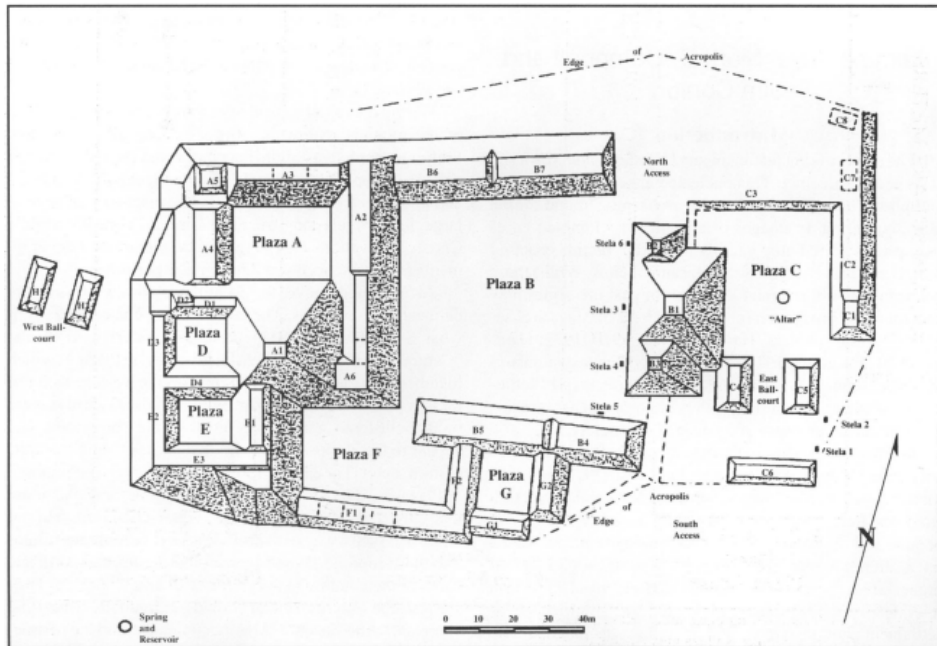 of
Edge
Acropolis
C8
North
Access
A5
A3
B6
B7
C7
C3
A2
Stela 6
B2
A4
Plaza A
Plaza B
Plaza C
C2
H1
H2
West Ball-
court
D2
D1
Stela 3
B1
"Altar"
C1
D3
Plaza
D
A1
A6
Stela 4
B3
C4
East
Ball-
court
C5
D4
E2
Plaza
E
E1
Stela 5
B5
B4
Stela 2
E3
Plaza F
F2
Plaza
G
G2
Stela 1
C6
Acropolis
of
Edge
F1
G1
South
Access
N
Spring
and
Reservoir
0 10 20 30 40m